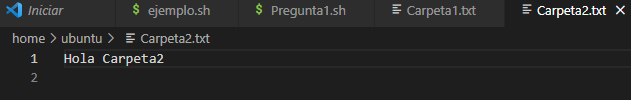 Iniciar $ ejemplo.sh $ Pregunta1.sh Carpeta1.txt Carpeta2.txt ×
home > ubuntu > Carpeta2.txt
1 Hola Carpeta2
2